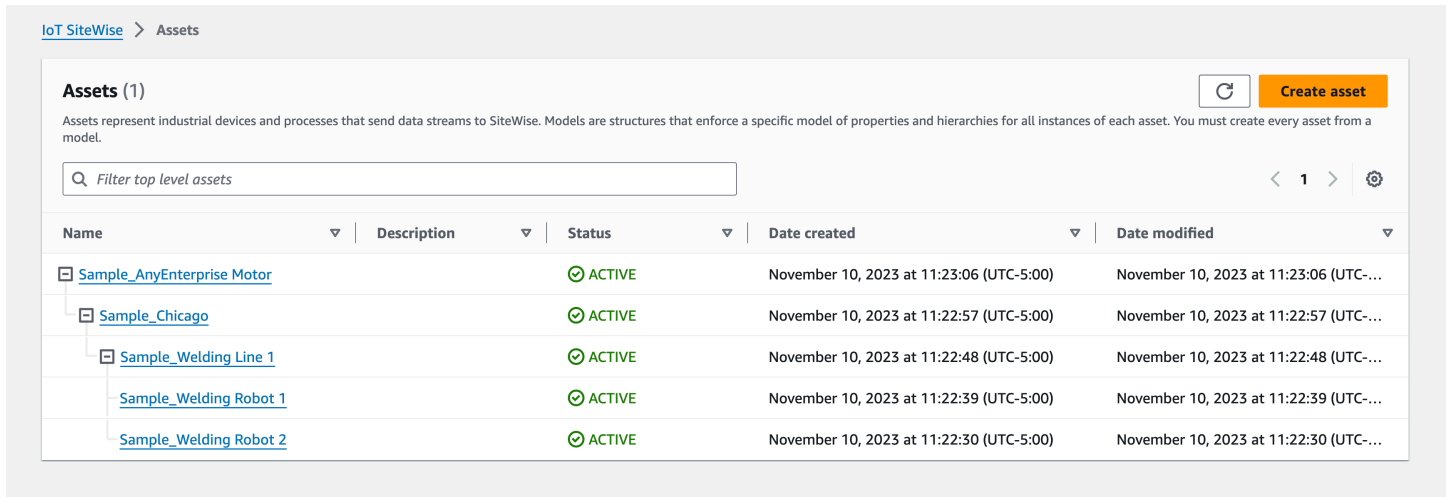 IoT SiteWise > Assets
Assets (1)
Create asset
Assets represent industrial devices and processes that send data streams to SiteWise. Models are structures that enforce a specific model of properties and hierarchies for all instances of each asset. You must create every asset from a
model.
Filter top level assets
1
Name Description Status Date created Date modified
Sample_AnyEnterprise Motor ACTIVE November 10, 2023 at 11:23:06 (UTC-5:00) November 10, 2023 at 11:23:06 (UTC-...
Sample_Chicago ACTIVE November 10, 2023 at 11:22:57 (UTC-5:00) November 10, 2023 at 11:22:57 (UTC-...
Sample_Welding Line 1 ACTIVE November 10, 2023 at 11:22:48 (UTC-5:00) November 10, 2023 at 11:22:48 (UTC-...
Sample_Welding Robot 1 ACTIVE November 10, 2023 at 11:22:39 (UTC-5:00) November 10, 2023 at 11:22:39 (UTC-...
Sample_Welding Robot 2 ACTIVE November 10, 2023 at 11:22:30 (UTC-5:00) November 10, 2023 at 11:22:30 (UTC-...